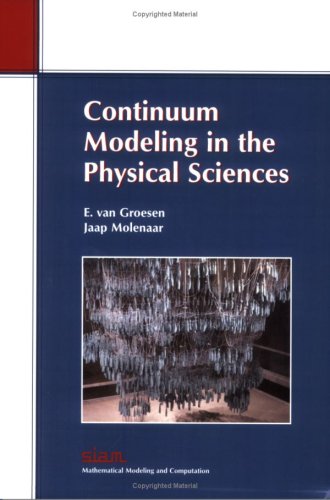 Copyrighted Material
Continuum
Modeling in the
Physical Sciences
E. van Groesen
Jaap Molenaar
siam
Mathematical Modeling and Computation
Copyrighted Material